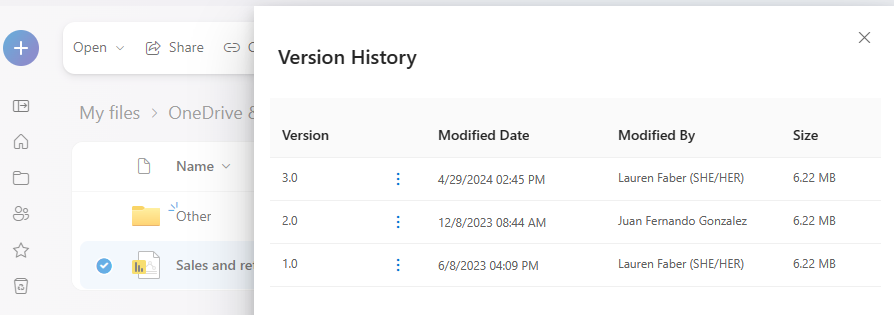 Open Share
Version History
My files > OneDrive &
Version Modified Date Modified By Size
Name
3.0 4/29/2024 02:45 PM Lauren Faber (SHE/HER) 6.22 MB
Other
2.0 12/8/2023 08:44 AM Juan Fernando Gonzalez 6.22 MB
Sales and
1.0 6/8/2023 04:09 PM Lauren Faber (SHE/HER) 6.22 MB